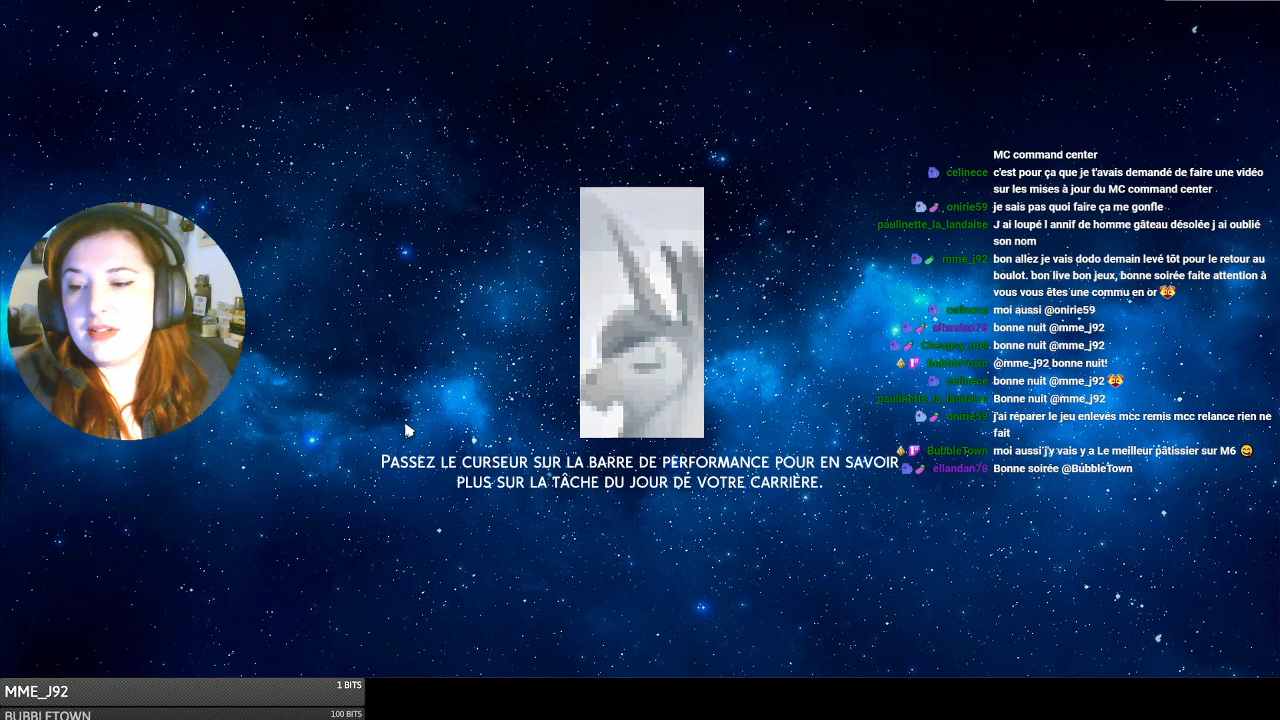 MC command center
celinece c'est pour ça que je t'avais demandé de faire une vidéo
sur les mises à jour du MC command center
onirie59 je sais pas quoi faire ça me gonfle
paulinette_la_landaise J ai loupé l annif de homme gâteau désolée j ai oublié
son nom
mme_j92 bon allez je vais dodo demain levé tôt pour le retour au
boulot. bon live bon jeux, bonne soirée faite attention à
vous vous êtes une commu en or
celinece moi aussi @onirie59
ellandan78 bonne nuit @mme_j92
bonne nuit @mme_j92
BubbleTown @mme_j92 bonne nuit!
celinece bonne nuit @mme_j92
paulinette_la_landaise Bonne nuit @mme_j92
onirie59 j'ai réparer le jeu enlevés mcc remis mcc relance rien ne
fait
BubbleTown moi aussi j'y vais y a Le meilleur pâtissier sur M6
ellandan78 Bonne soirée @BubbleTown
PASSEZ LE CURSEUR SUR LA BARRE DE PERFORMANCE POUR EN SAVOIR
PLUS SUR LA TÂCHE DU JOUR DE VOTRE CARRIÈRE.
MME_J92 1 BITS
BUBBLETOWN 100 BITS